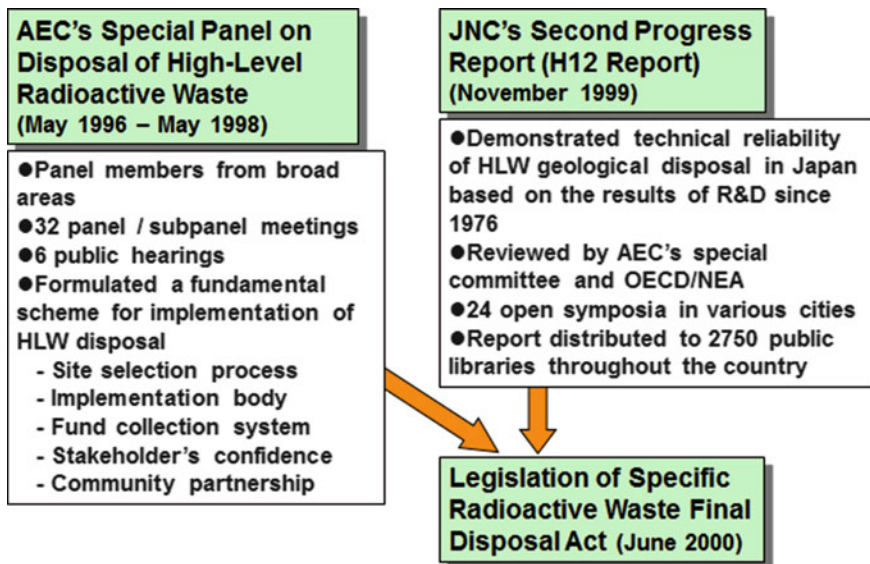 AEC's Special Panel on
Disposal of High-Level
Radioactive Waste
(May 1996 – May 1998)
●Panel members from broad
areas
●32 panel / subpanel meetings
●6 public hearings
●Formulated a fundamental
scheme for implementation of
HLW disposal
- Site selection process
- Implementation body
- Fund collection system
- Stakeholder's confidence
- Community partnership
JNC's Second Progress
Report (H12 Report)
(November 1999)
●Demonstrated technical reliability
of HLW geological disposal in Japan
based on the results of R&D since
1976
●Reviewed by AEC's special
committee and OECD/NEA
●24 open symposia in various cities
●Report distributed to 2750 public
libraries throughout the country
Legislation of Specific
Radioactive Waste Final
Disposal Act (June 2000)